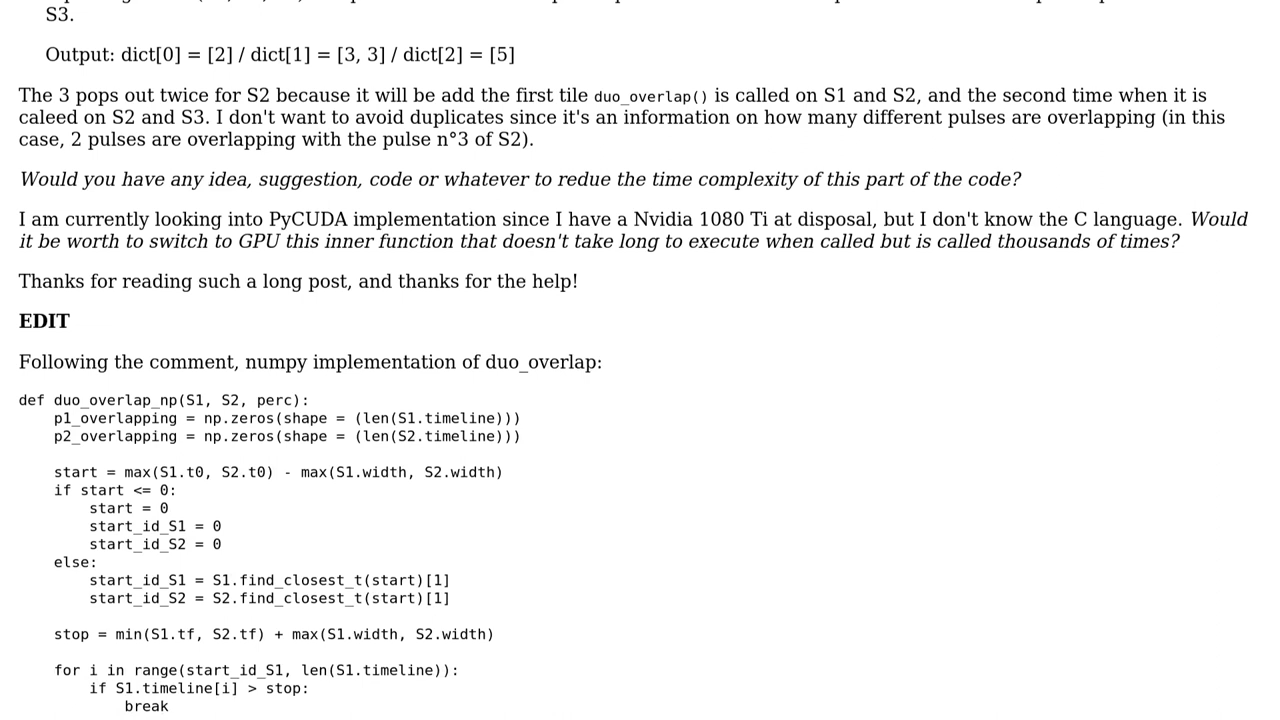 S3.
Output: dict[0] = [2] / dict[1] = [3, 3] / dict[2] = [5]
The 3 pops out twice for S2 because it will be add the first tile duo_overlap() is called on S1 and S2, and the second time when it is
caleed on S2 and S3. I don't want to avoid duplicates since it's an information on how many different pulses are overlapping (in this
case, 2 pulses are overlapping with the pulse n°3 of S2).
Would you have any idea, suggestion, code or whatever to redue the time complexity of this part of the code?
I am currently looking into PyCUDA implementation since I have a Nvidia 1080 Ti at disposal, but I don't know the C language. Would
it be worth to switch to GPU this inner function that doesn't take long to execute when called but is called thousands of times?
Thanks for reading such a long post, and thanks for the help!
EDIT
Following the comment, numpy implementation of duo_overlap:
def duo_overlap_np(S1, S2, perc):
    p1_overlapping = np.zeros(shape = (len(S1.timeline)))
    p2_overlapping = np.zeros(shape = (len(S2.timeline)))
    start = max(S1.t0, S2.t0) - max(S1.width, S2.width)
    if start <= 0:
        start = 0
        start_id_S1 = 0
        start_id_S2 = 0
    else:
        start_id_S1 = S1.find_closest_t(start)[1]
        start_id_S2 = S2.find_closest_t(start)[1]
    stop = min(S1.tf, S2.tf) + max(S1.width, S2.width)
    for i in range(start_id_S1, len(S1.timeline)):
        if S1.timeline[i] > stop:
            break